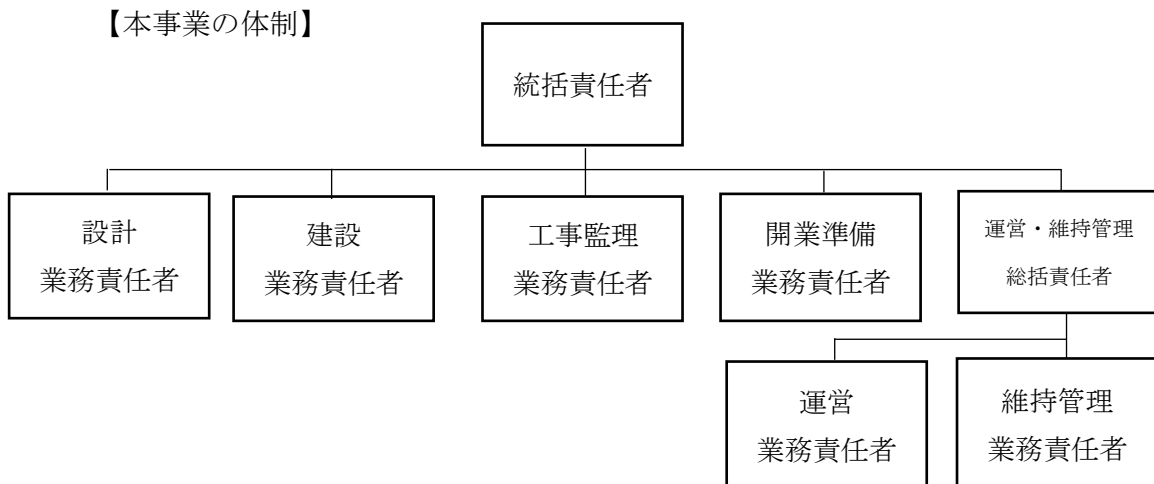 【本事業の体制】
統括責任者
設計
業務責任者
建設
業務責任者
工事監理
業務責任者
開業準備
業務責任者
運営・維持管理
総括責任者
運営
業務責任者
維持管理
業務責任者